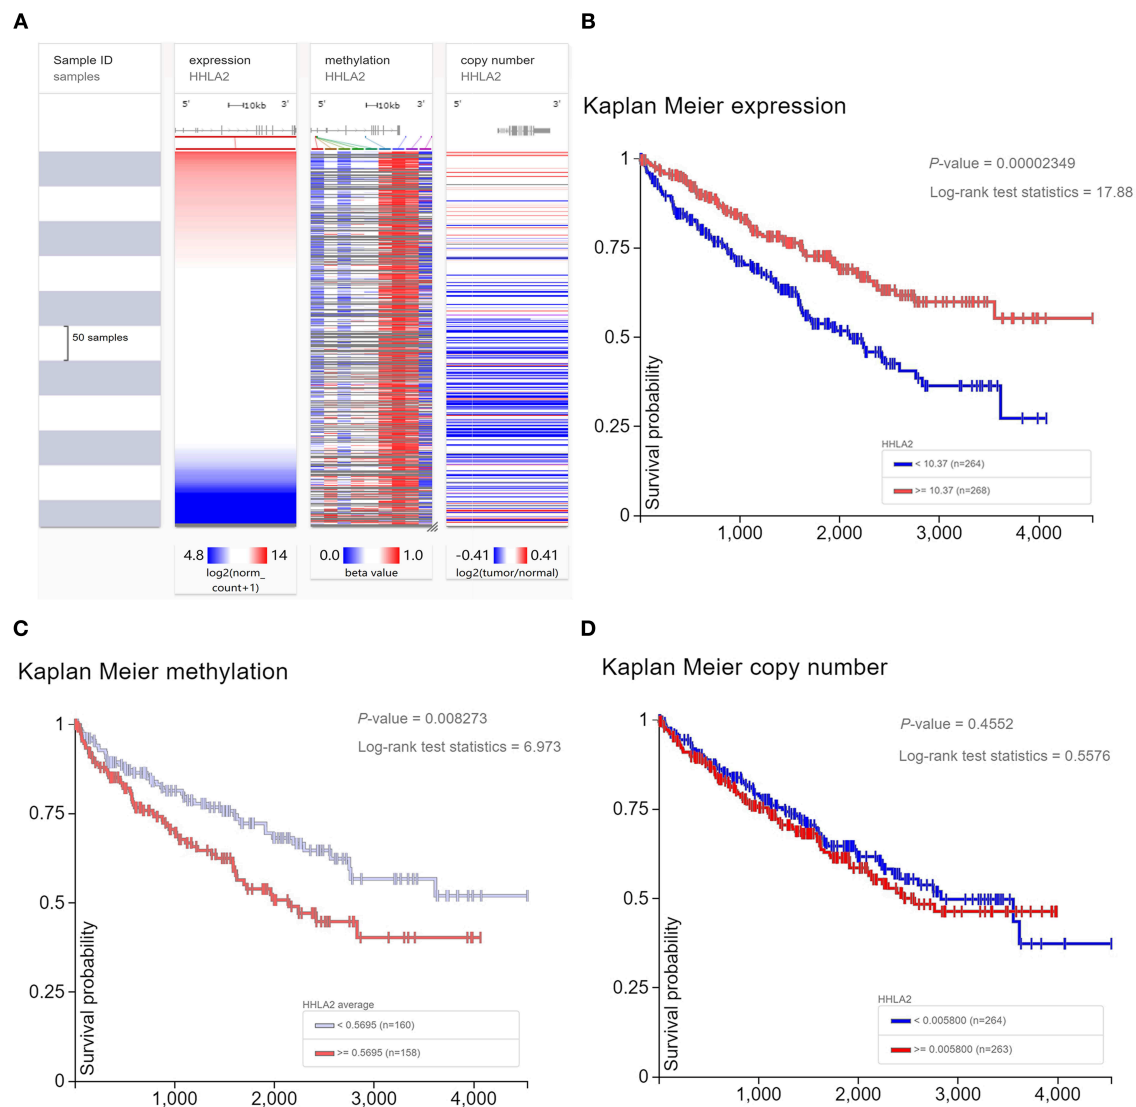 A
Sample ID
samples
expression
HHLA2
methylation
HHLA2
copy number
HHLA2
5' 10kb 3'
5' 10kb 3'
5' 3'
50 samples
4.8 14
log2(norm_
count+1)
0.0 1.0
beta value
-0.41 0.41
log2(tumor/normal)
B
Kaplan Meier expression
P-value = 0.00002349
Log-rank test statistics = 17.88
1
0.75
0.5
0.25
0
Survival probability
HHLA2
< 10.37 (n=264)
>= 10.37 (n=268)
1,000 2,000 3,000 4,000
C
Kaplan Meier methylation
P-value = 0.008273
Log-rank test statistics = 6.973
1
0.75
0.5
0.25
0
Survival probability
HHLA2 average
< 0.5695 (n=160)
>= 0.5695 (n=158)
1,000 2,000 3,000 4,000
D
Kaplan Meier copy number
P-value = 0.4552
Log-rank test statistics = 0.5576
1
0.75
0.5
0.25
0
Survival probability
HHLA2
< 0.005800 (n=264)
>= 0.005800 (n=263)
1,000 2,000 3,000 4,000